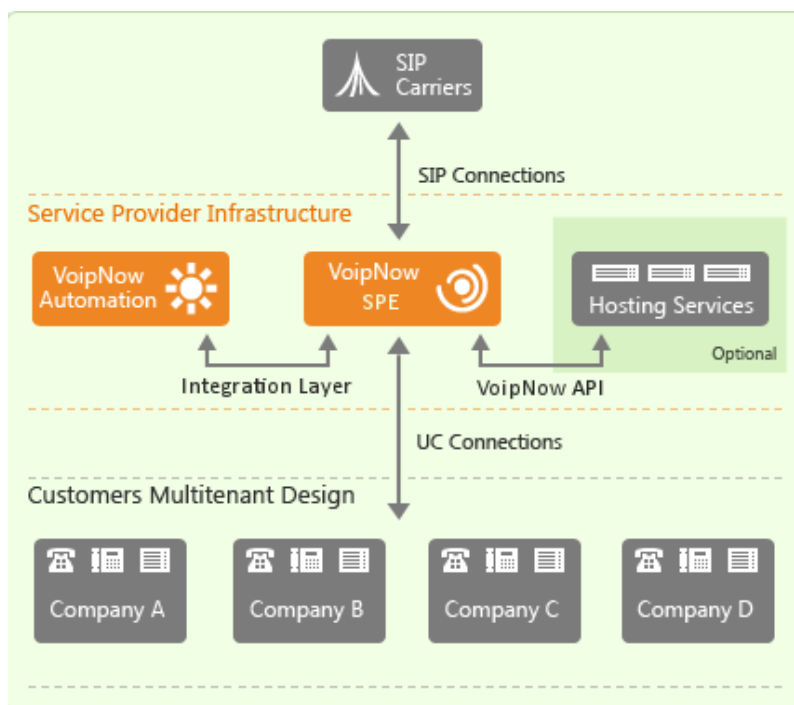 SIP
Carriers
SIP Connections
Service Provider Infrastructure
VoipNow
Automation
VoipNow
SPE
Hosting Services
Optional
Integration Layer
VoipNow API
UC Connections
Customers Multitenant Design
Company A
Company B
Company C
Company D